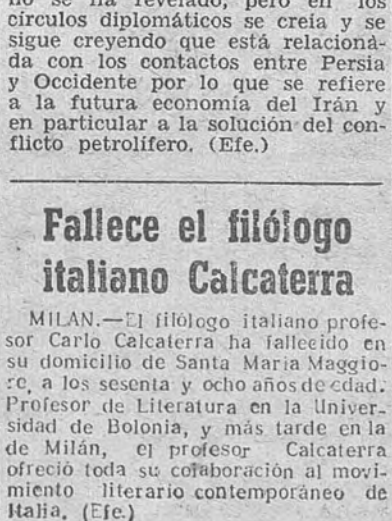 no se ha revelado, pero en los
círculos diplomáticos se creía y se
sigue creyendo que está relaciona-
da con los contactos entre Persia
y Occidente por lo que se refiere
a la futura economía del Irán y
en particular a la solución del con-
flicto petrolífero. (Efe.)
Fallece el filólogo
italiano Calcaterra
MILAN.—El filólogo italiano profe-
sor Carlo Calcaterra ha fallecido en
su domicilio de Santa Maria Maggio-
re, a los sesenta y ocho años de edad.
Profesor de Literatura en la Univer-
sidad de Bolonia, y más tarde en la
de Milán, el profesor Calcaterra
ofreció toda su colaboración al movi-
miento literario contemporáneo de
Italia. (Efe.)